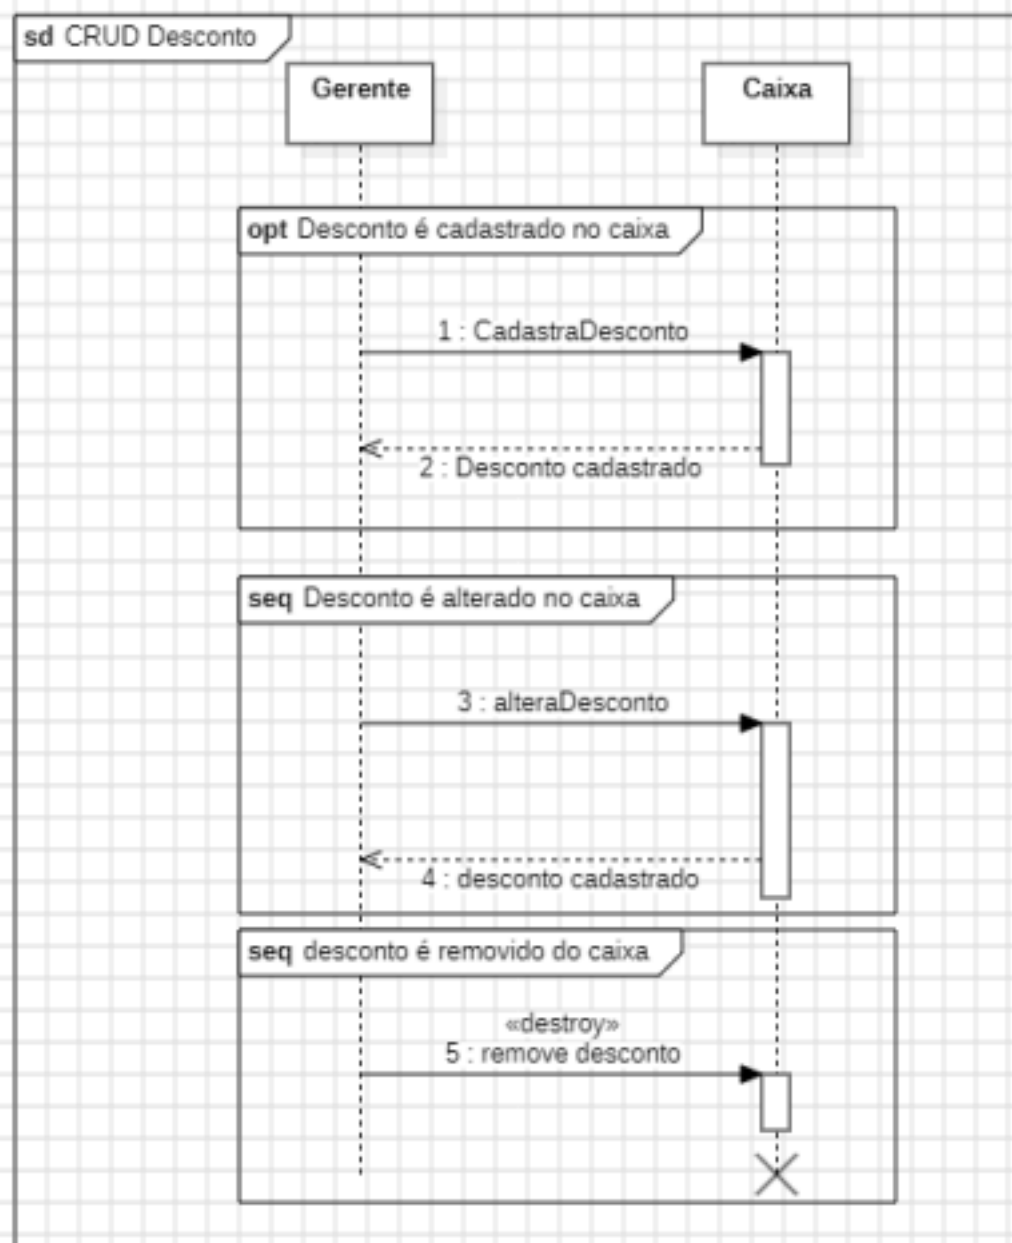 sd CRUD Desconto
Gerente
Caixa
opt Desconto é cadastrado no caixa
1 : CadastraDesconto
2 : Desconto cadastrado
seq Desconto é alterado no caixa
3 : alteraDesconto
4 : desconto cadastrado
seq desconto é removido do caixa
«destroy»
5 : remove desconto